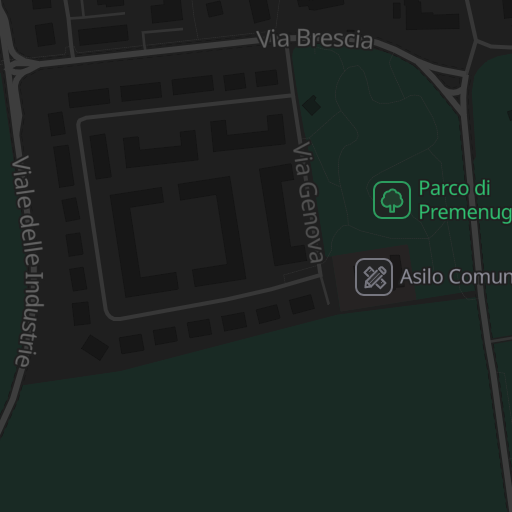 Via Brescia
Via Genova
Viale delle Industrie
Parco di
Premenug
Asilo Comun